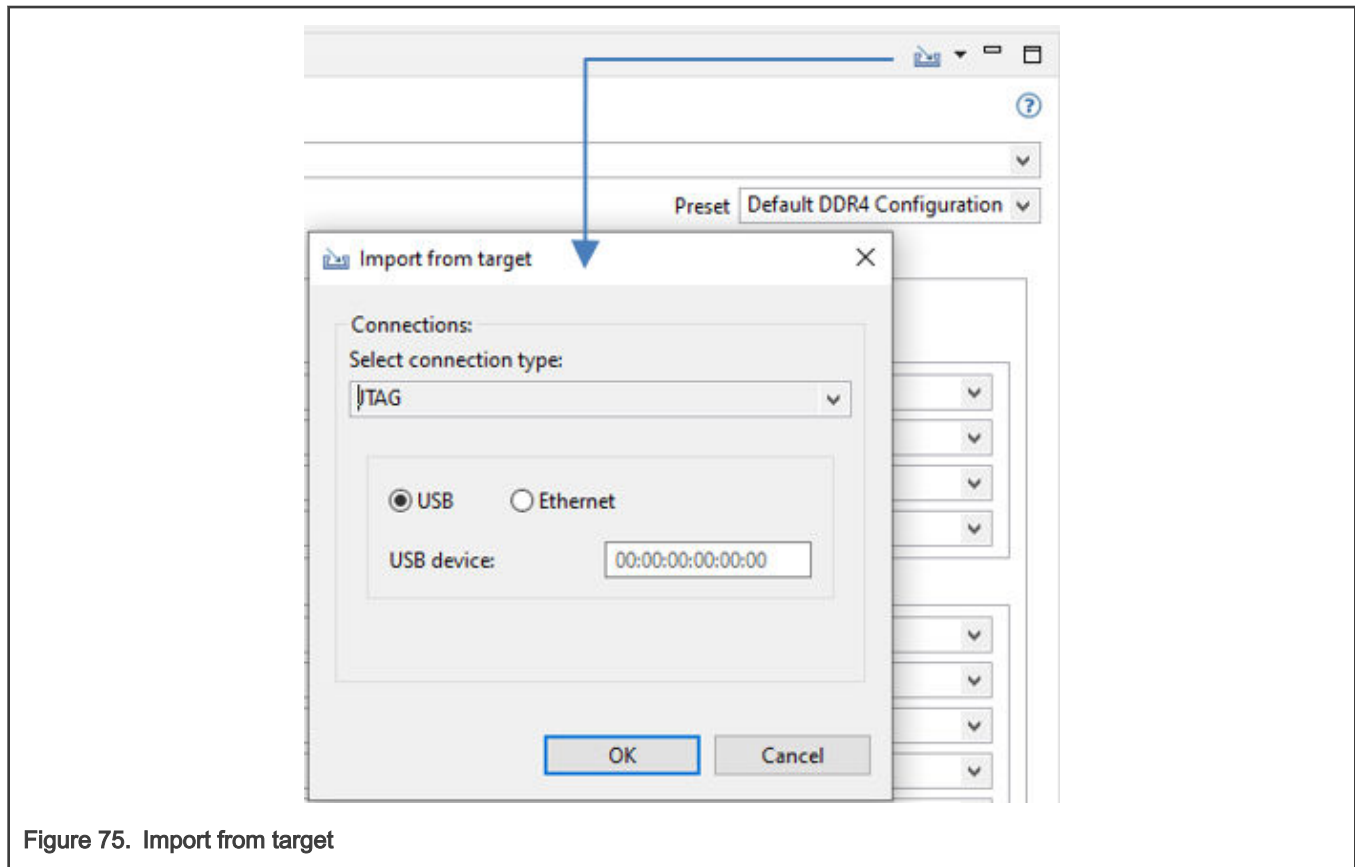 ?
Preset Default DDR4 Configuration
Import from target
Connections:
Select connection type:
JTAG
USB Ethernet
USB device: 00:00:00:00:00:00
OK Cancel
Figure 75. Import from target